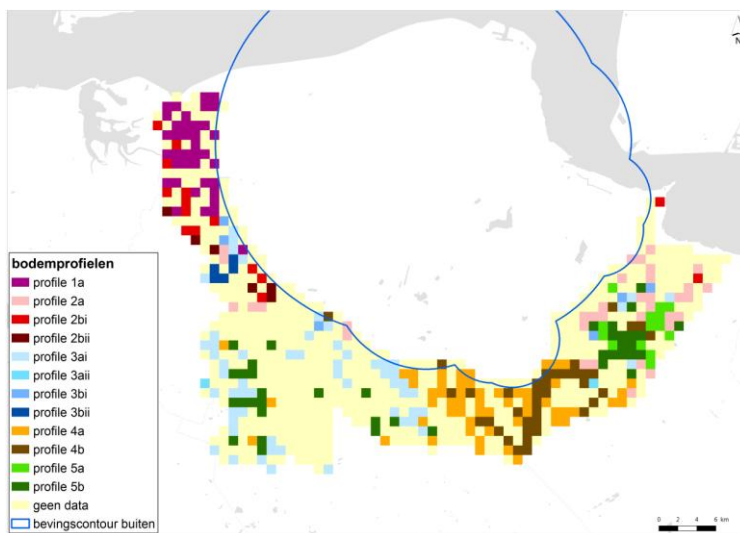 N
bodemprofielen
profile 1a
profile 2a
profile 2bi
profile 2bii
profile 3ai
profile 3aii
profile 3bi
profile 3bii
profile 4a
profile 4b
profile 5a
profile 5b
geen data
bevingscontour buiten
0 2 4 6 km